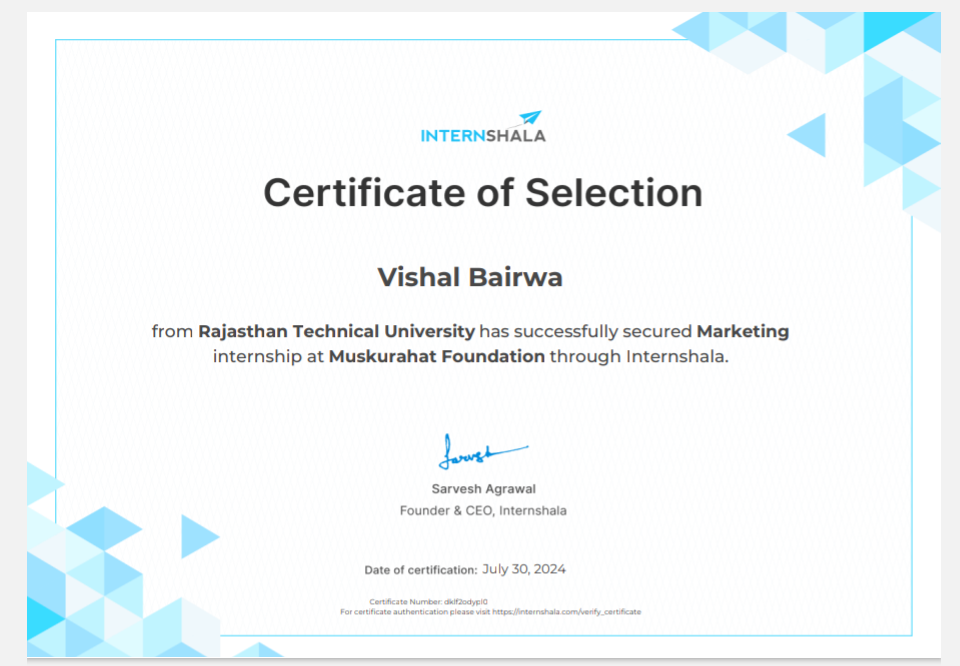 INTERNSHALA
Certificate of Selection
Vishal Bairwa
from Rajasthan Technical University has successfully secured Marketing
internship at Muskurahat Foundation through Internshala.
Sarvesh
Sarvesh Agrawal
Founder & CEO, Internshala
Date of certification: July 30, 2024
Certificate Number: dklf2odypl0
For certificate authentication please visit https://internshala.com/verify_certificate